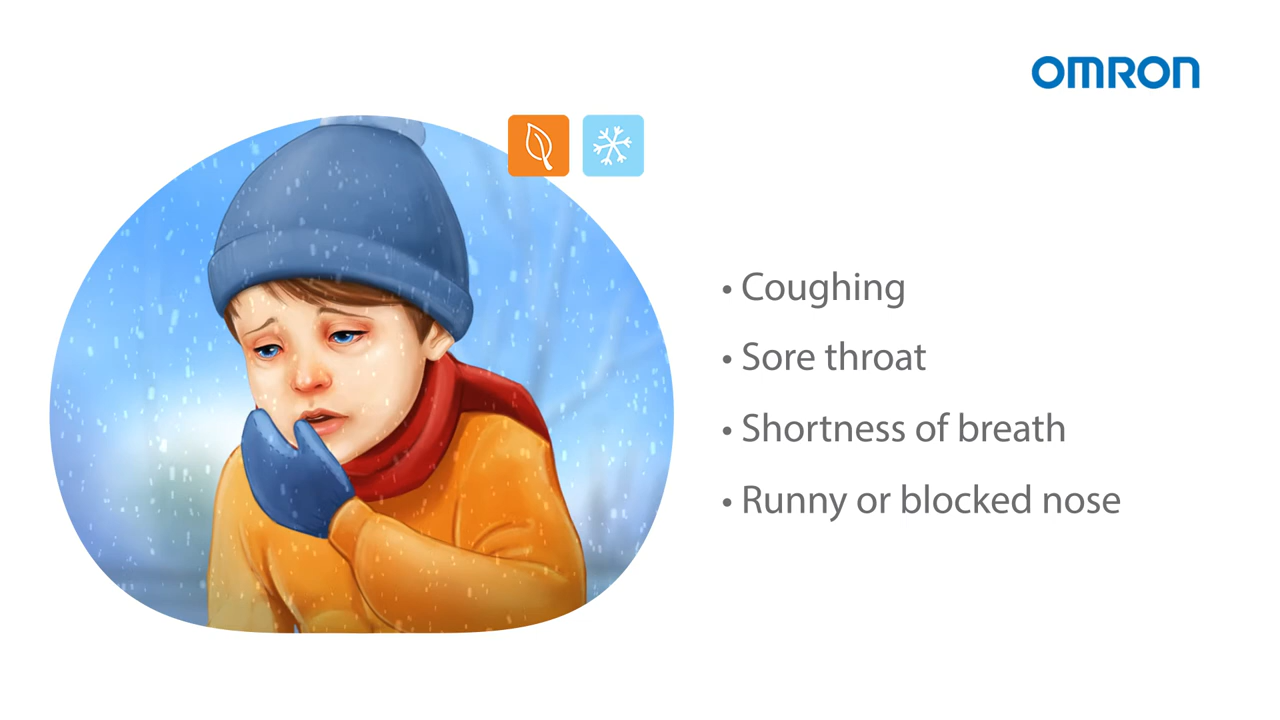 OMRON
• Coughing
• Sore throat
• Shortness of breath
• Runny or blocked nose